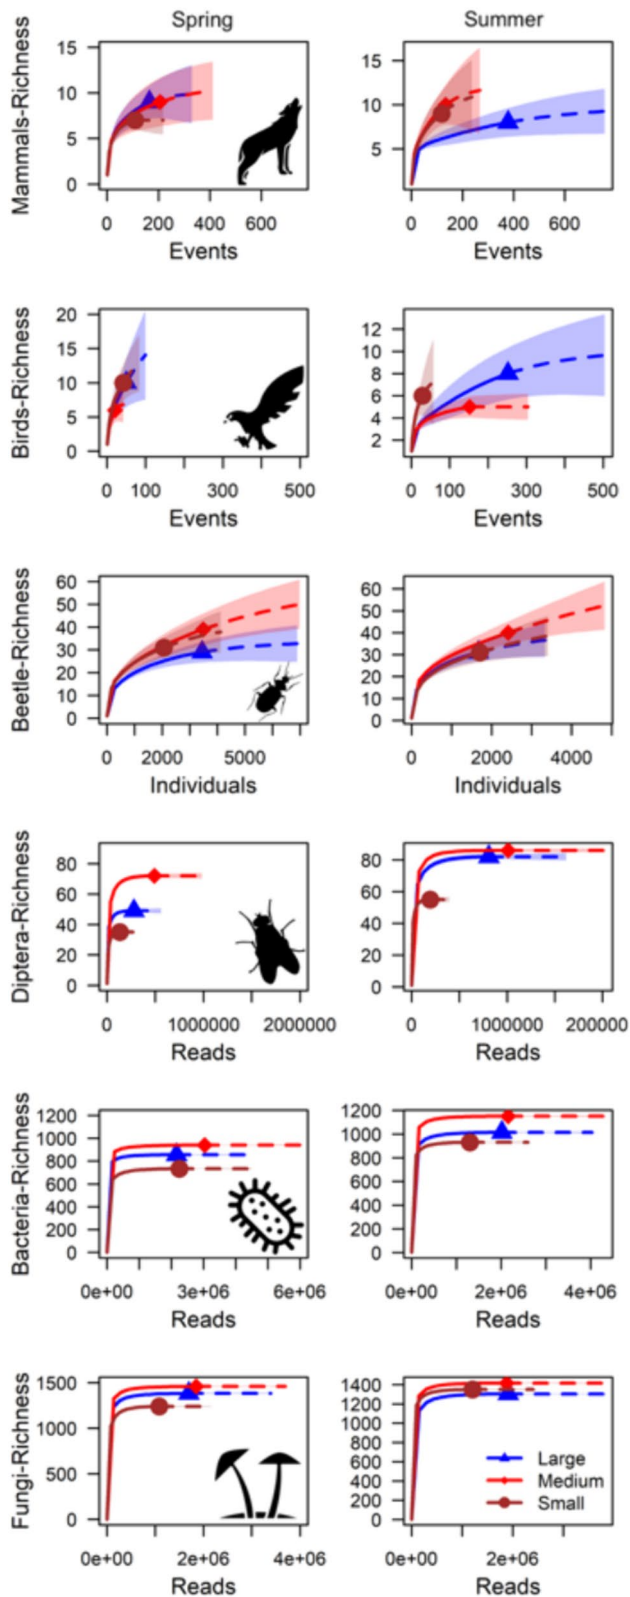 Spring
Summer
Mammals-Richness
15
10
5
0
0 200 400 600
Events
15
10
5
0 200 400 600
Events
Birds-Richness
20
15
10
5
0
0 100 300 500
Events
12
10
8
6
4
2
0 100 300 500
Events
Beetle-Richness
60
50
40
30
20
10
0
0 2000 5000
Individuals
60
50
40
30
20
10
0
0 2000 4000
Individuals
Diptera-Richness
80
60
40
20
0
0 1000000 2000000
Reads
80
60
40
20
0
0 1000000 200000
Reads
Bacteria-Richness
1200
1000
800
600
400
200
0
0e+00 3e+06 6e+06
Reads
1200
1000
800
600
400
200
0
0e+00 2e+06 4e+06
Reads
Fungi-Richness
1500
1000
500
0
0e+00 2e+06 4e+06
Reads
1400
1200
1000
800
600
400
200
0
Large
Medium
Small
0e+00 2e+06
Reads